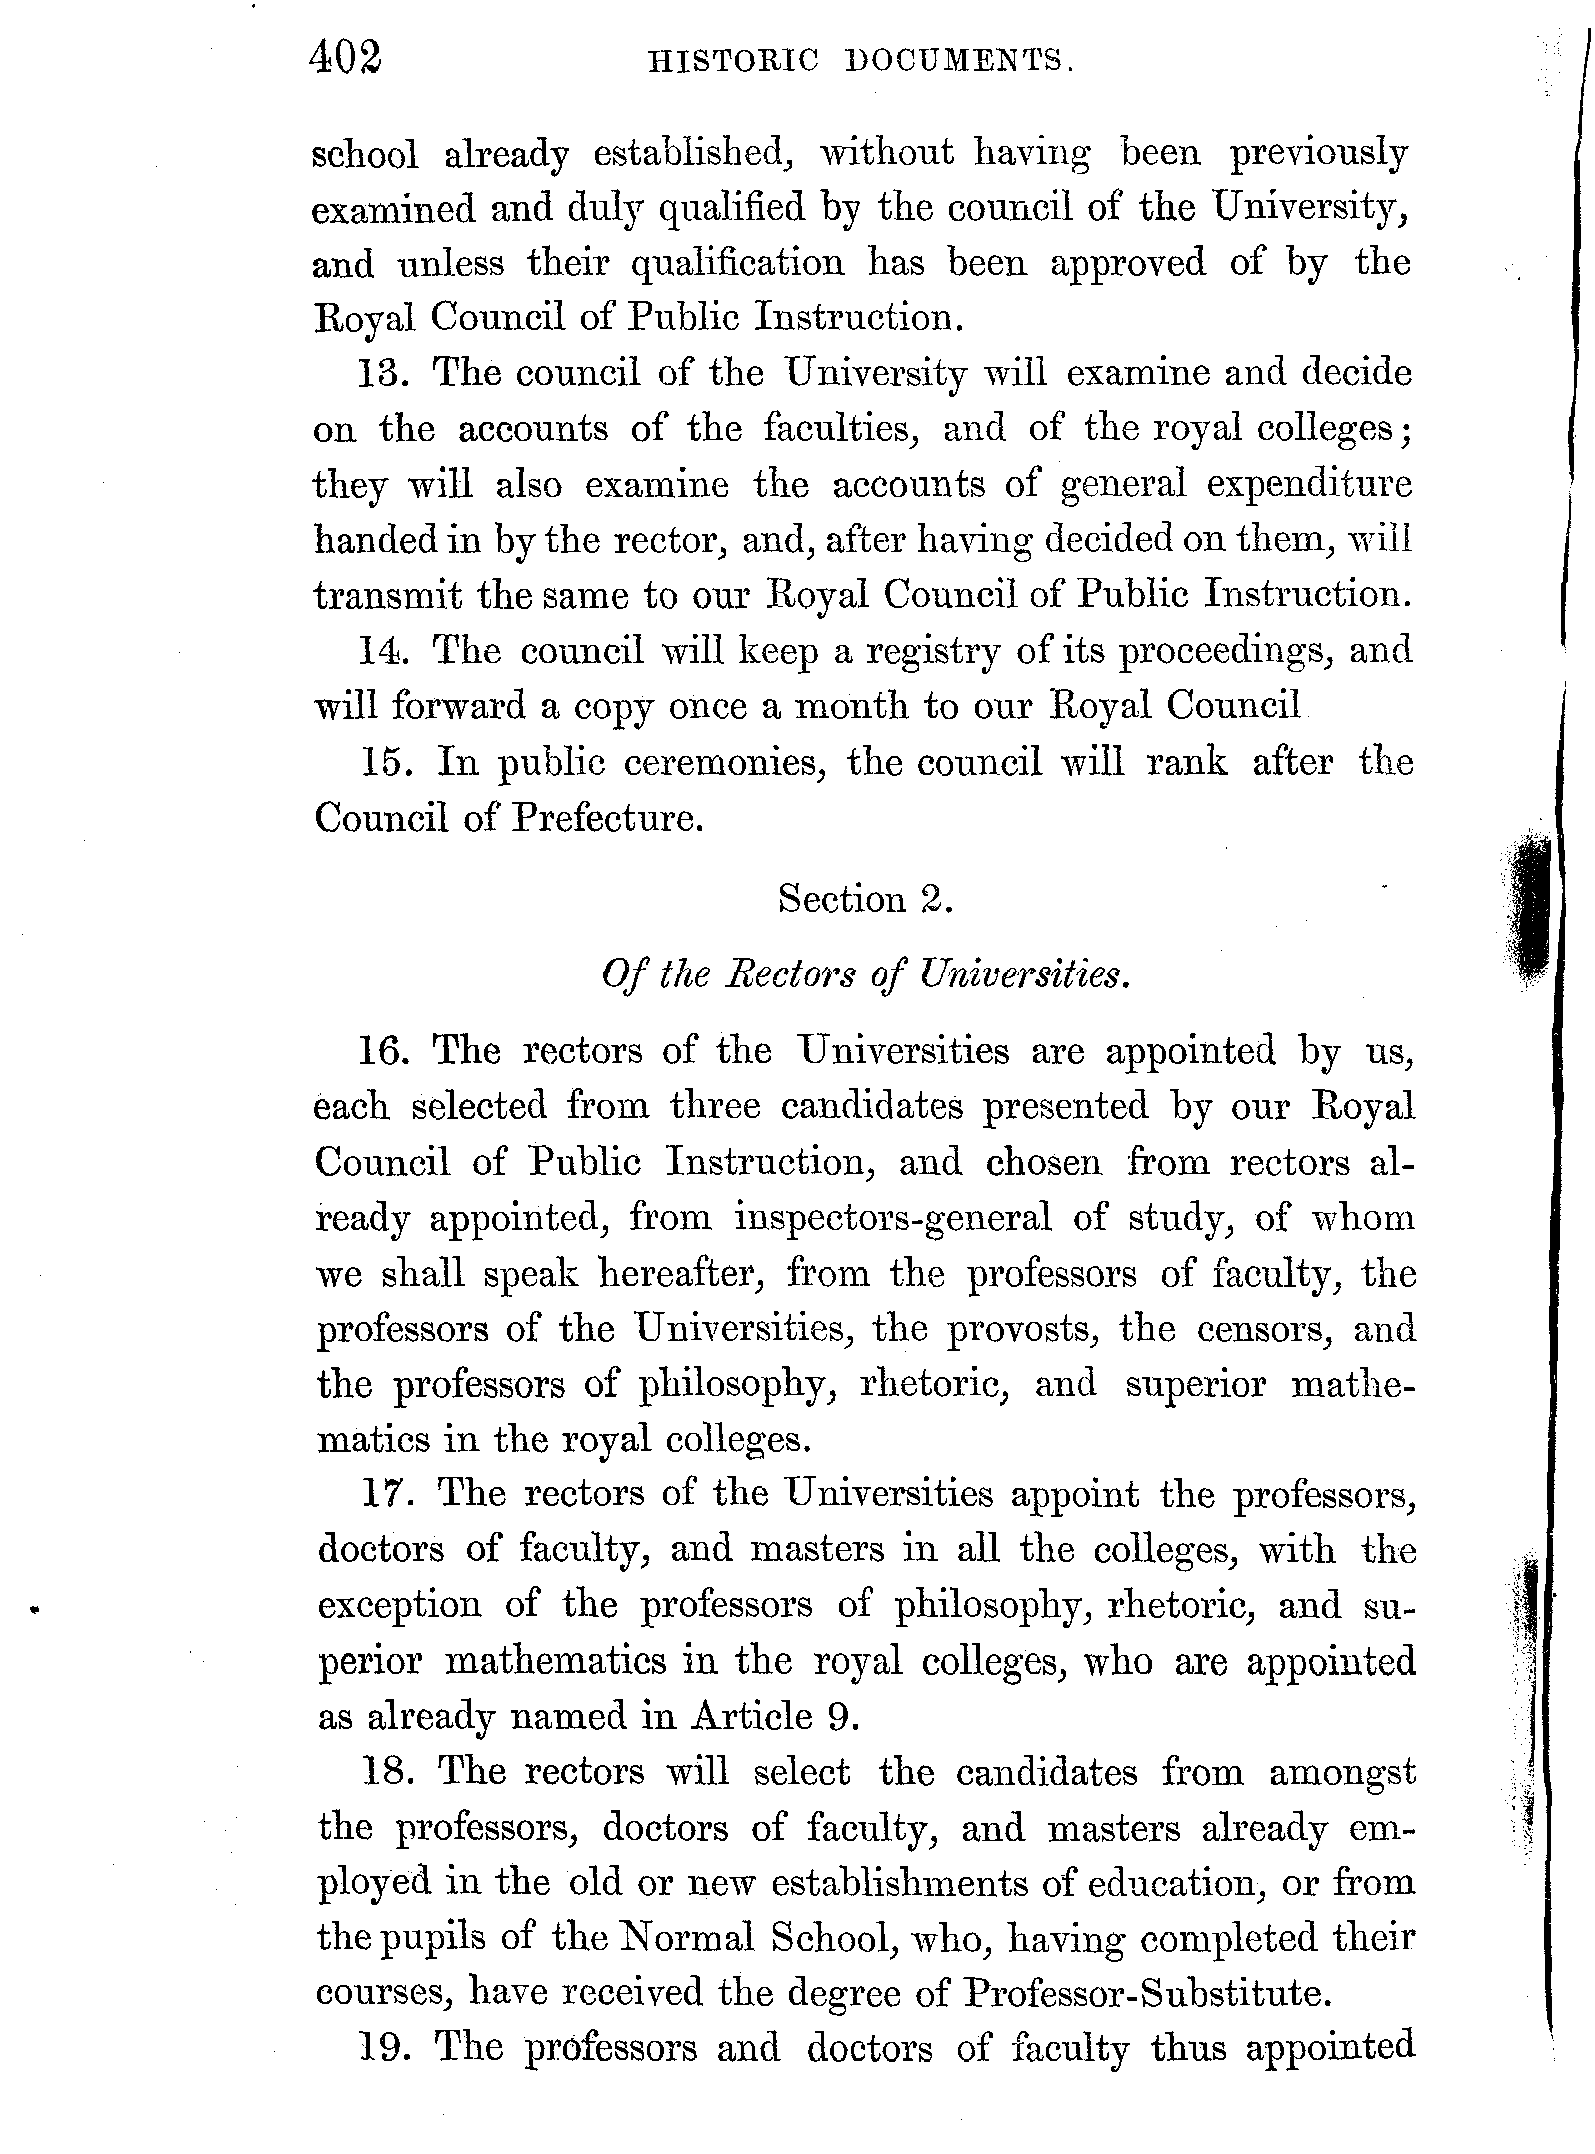 402 HISTORIC DOCUMENTS.
school already established, without having been previously
examined and duly qualified by the council of the University,
and unless their qualification has been approved of by the
Royal Council of Public Instruction.
13. The council of the University will examine and decide
on the accounts of the faculties, and of the royal colleges;
they will also examine the accounts of general expenditure
handed in by the rector, and, after having decided on them, will
transmit the same to our Royal Council of Public Instruction.
14. The council will keep a registry of its proceedings, and
will forward a copy once a month to our Royal Council
15. In public ceremonies, the council will rank after the
Council of Prefecture.
Section 2.
Of the Rectors of Universities.
16. The rectors of the Universities are appointed by us,
each selected from three candidates presented by our Royal
Council of Public Instruction, and chosen from rectors al-
ready appointed, from inspectors-general of study, of whom
we shall speak hereafter, from the professors of faculty, the
professors of the Universities, the provosts, the censors, and
the professors of philosophy, rhetoric, and superior mathe-
matics in the royal colleges.
17. The rectors of the Universities appoint the professors,
doctors of faculty, and masters in all the colleges, with the
exception of the professors of philosophy, rhetoric, and su-
perior mathematics in the royal colleges, who are appointed
as already named in Article 9.
18. The rectors will select the candidates from amongst
the professors, doctors of faculty, and masters already em-
ployed in the old or new establishments of education, or from
the pupils of the Normal School, who, having completed their
courses, have received the degree of Professor-Substitute.
19. The professors and doctors of faculty thus appointed